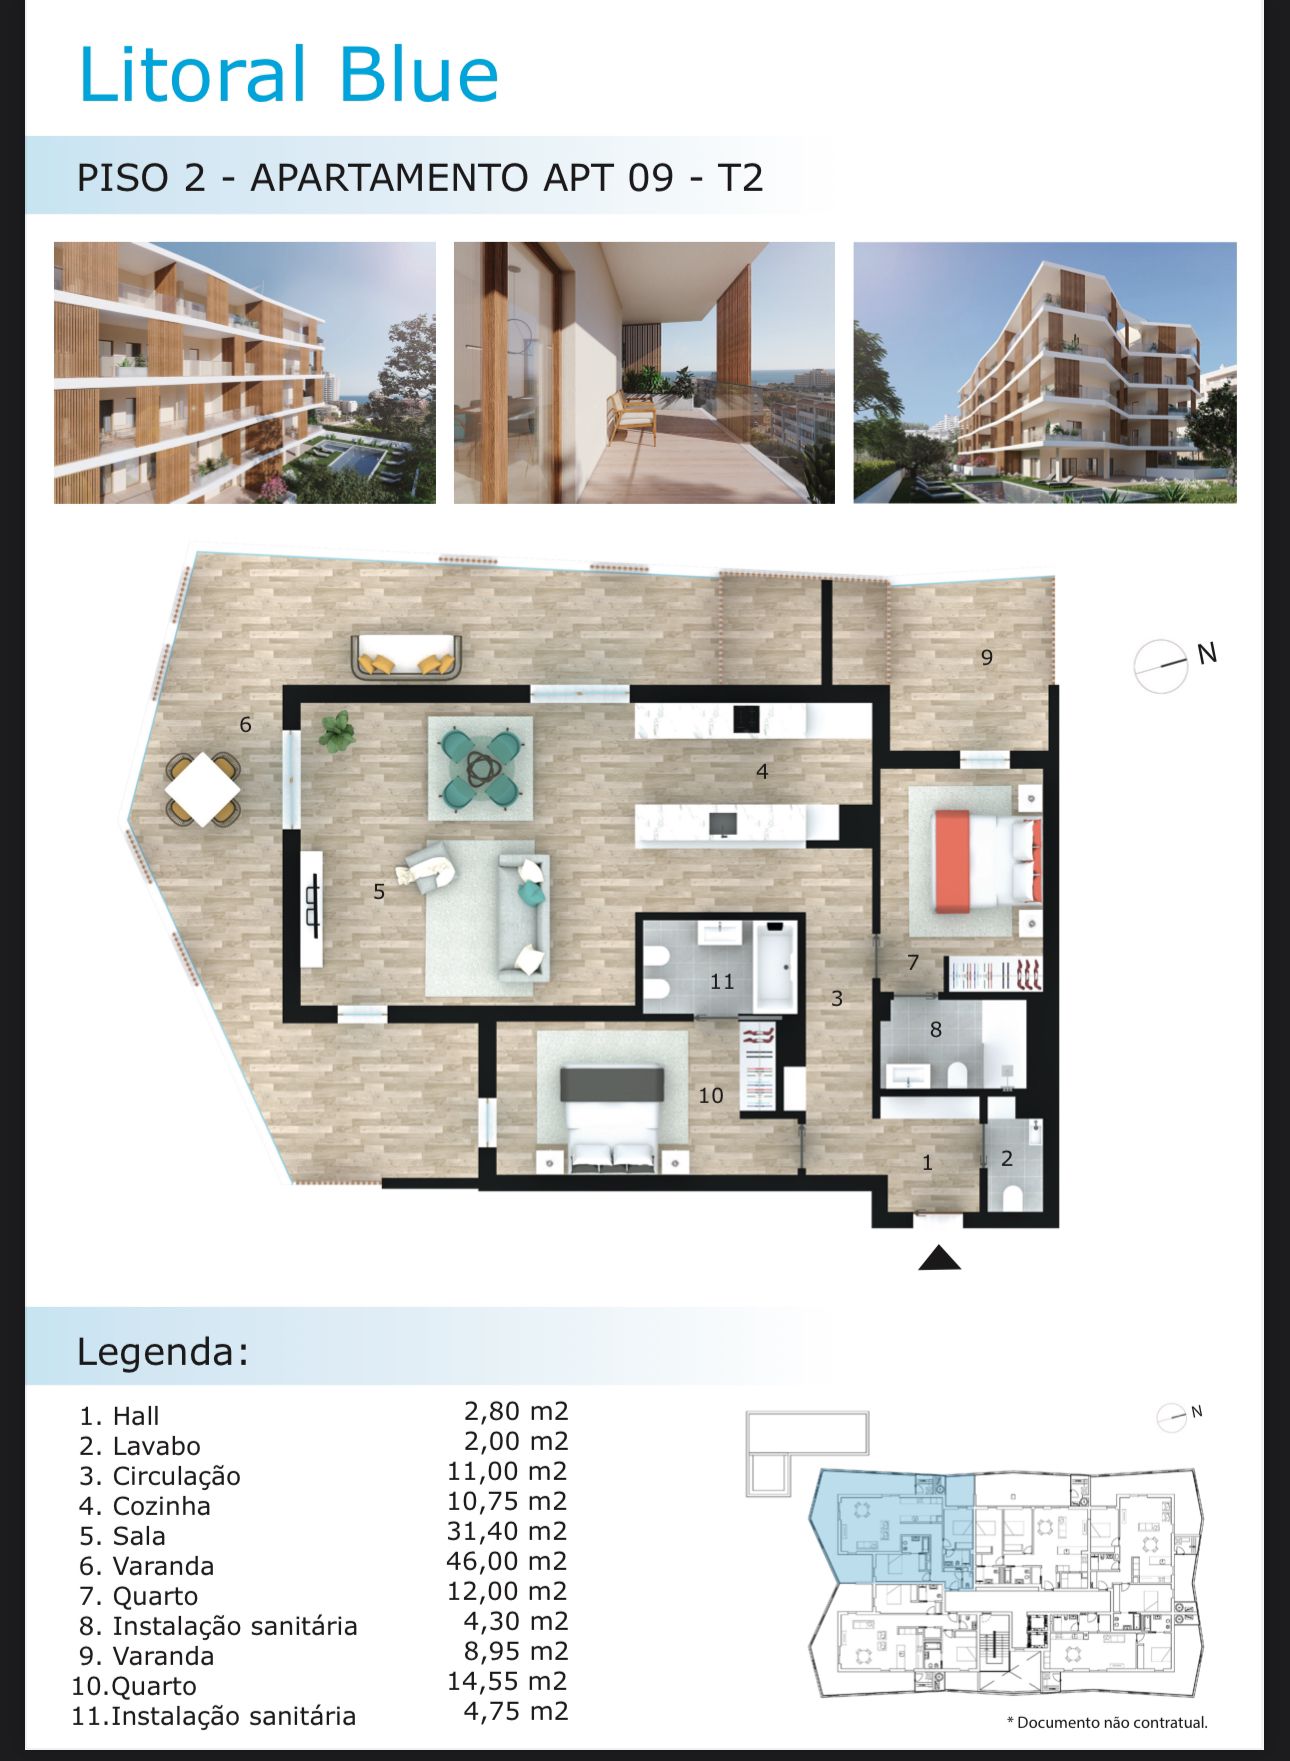 Litoral Blue
PISO 2 - APARTAMENTO APT 09 - T2
9
N
6
4
5
7
11
3
8
10
1
2
Legenda:
1. Hall 2,80 m2
2. Lavabo 2,00 m2
3. Circulação 11,00 m2
4. Cozinha 10,75 m2
5. Sala 31,40 m2
6. Varanda 46,00 m2
7. Quarto 12,00 m2
8. Instalação sanitária 4,30 m2
9. Varanda 8,95 m2
10.Quarto 14,55 m2
11.Instalação sanitária 4,75 m2
N
* Documento não contratual.